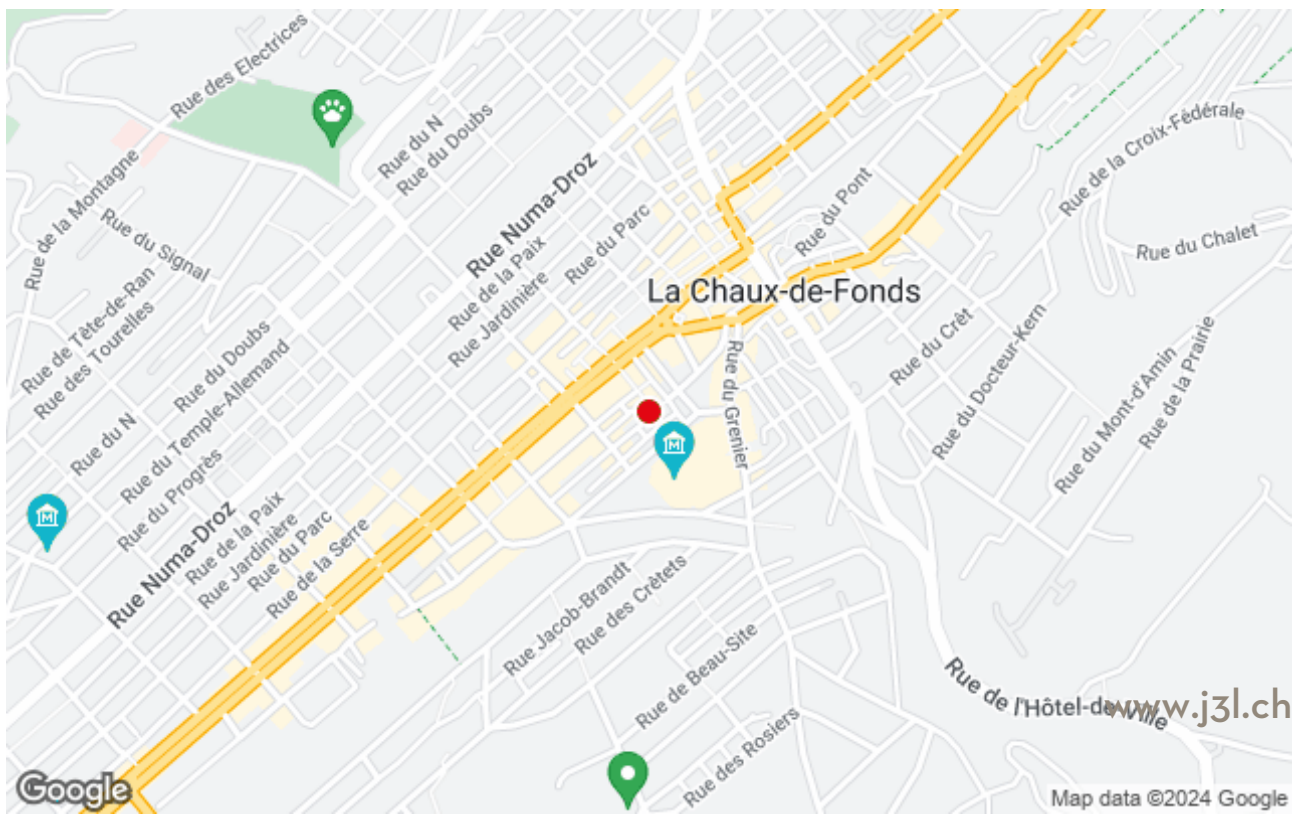 Rue des Electrices
Rue du N
Rue du Doubs
Rue de la Croix-Fédérale
Rue de la Montagne
Rue Numa-Droz
Rue du Pont
Rue du Signal
Rue du Parc
Rue du Chalet
Rue de la Paix
Rue Jardinière
La Chaux-de-Fonds
Rue de Tête-de-Ran
Rue des Tourelles
Rue du Doubs
Rue du Temple-Allemand
Rue du Crêt
Rue du Docteur-Kern
Rue du Grenier
Rue du Mont-d'Amin
Rue de la Prairie
Rue du N
Rue du Progrès
M
M
Rue Numa-Droz
Rue de la Paix
Rue Jardinière
Rue du Parc
Rue de la Serre
Rue Jacob-Brandt
Rue des Crêtets
Rue de Beau-Site
Rue des Rosiers
Rue de l'Hôtel-de-Ville
www.j3l.ch
Google
Map data ©2024 Google